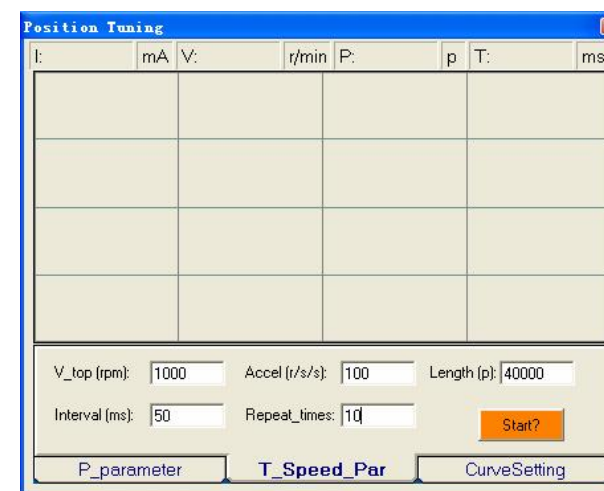 Position Tuning
I: mA V: r/min P: p T: ms
V_top (rpm): 1000 Accel (r/s/s): 100 Length (p): 40000
Interval (ms): 50 Repeat_times: 10 Start?
P_parameter T_Speed_Par CurveSetting